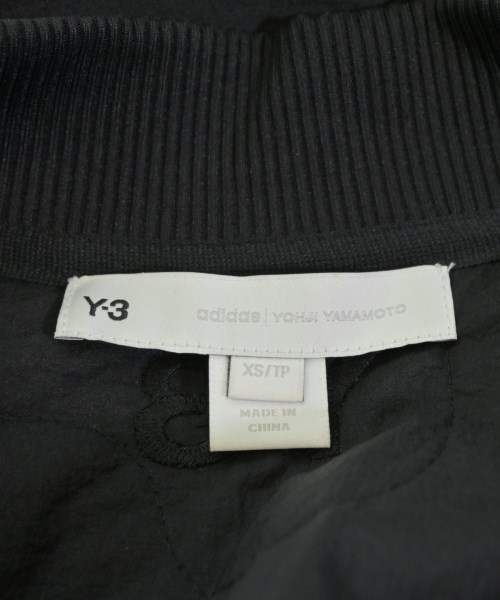 Y-3 adidas | YOHJI YAMAMOTO
XS/TP
MADE IN
CHINA